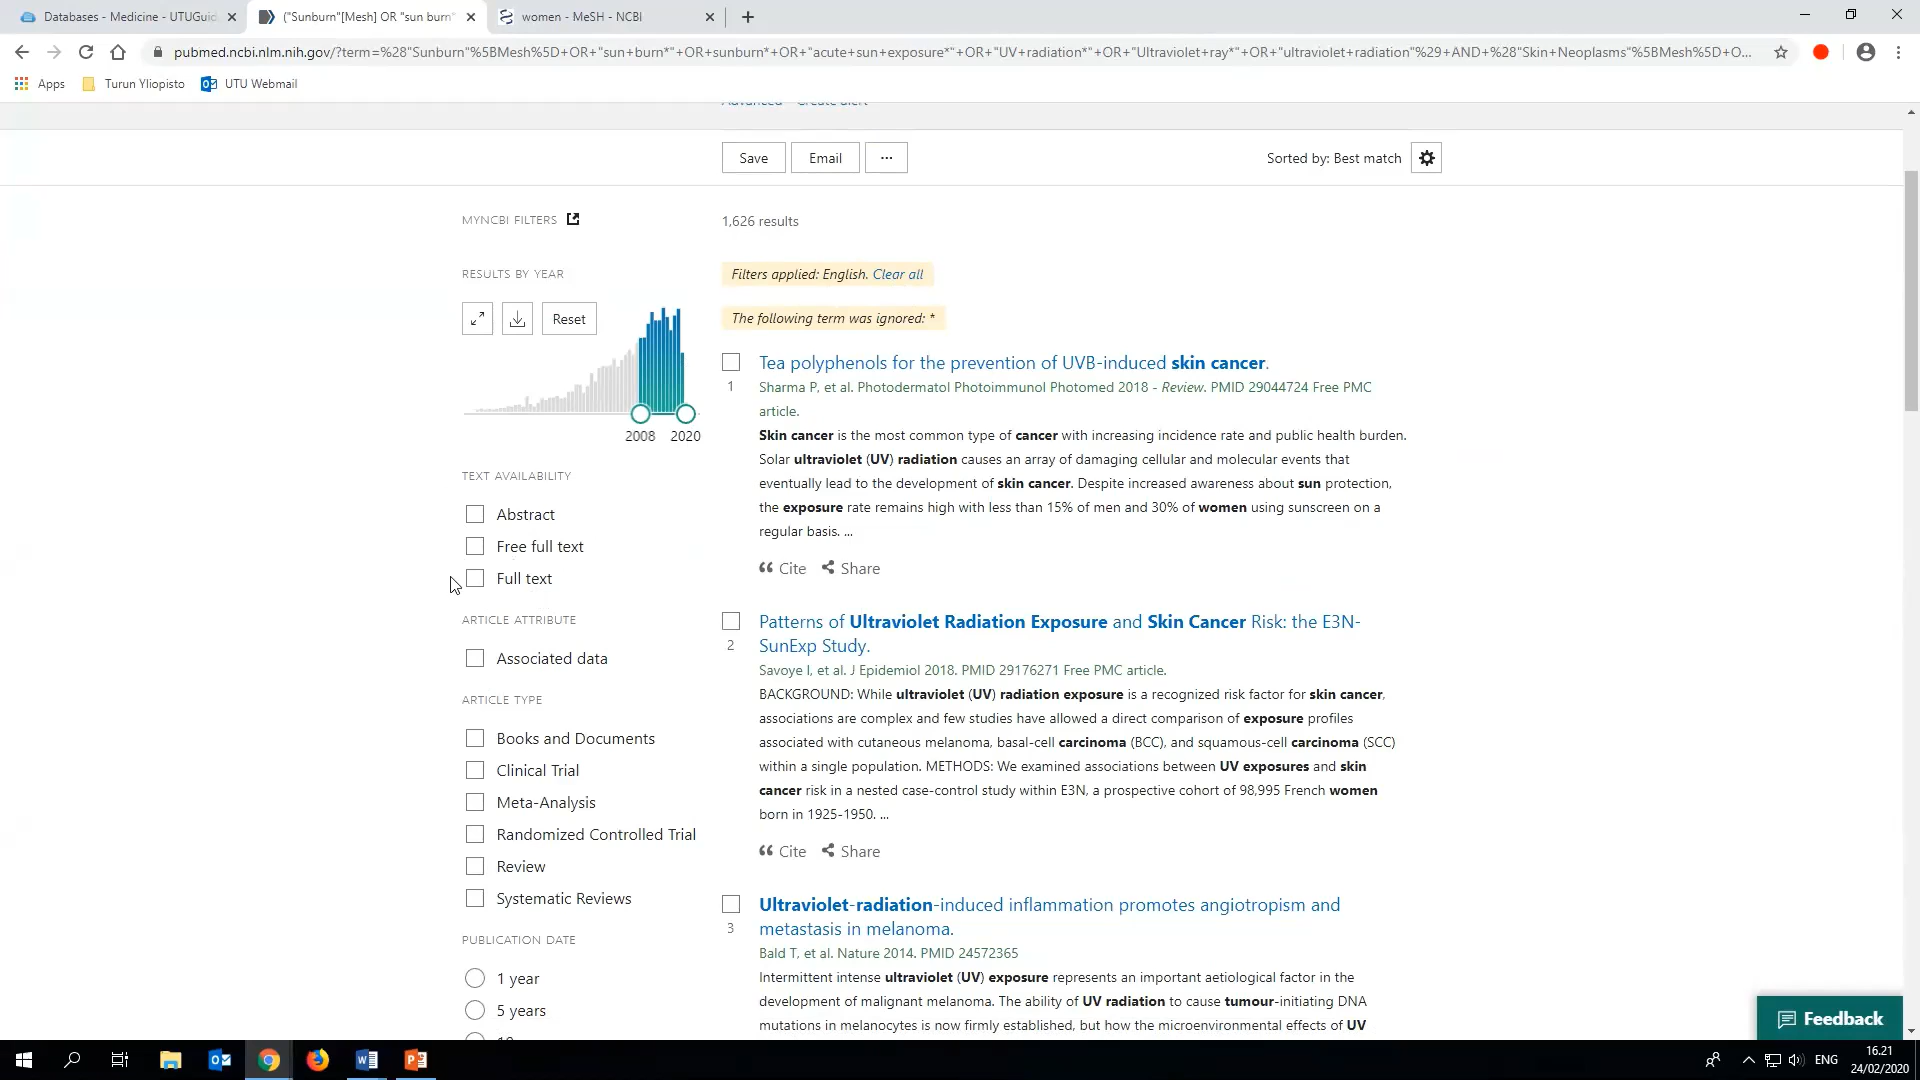 Databases - Medicine - UTUGuid
("Sunburn"[Mesh] OR "sun burn"
women - MeSH - NCBI
pubmed.ncbi.nlm.nih.gov/?term=%28"Sunburn"%5BMesh%5D+OR+"sun+burn*"+OR+sunburn*+OR+"acute+sun+exposure*"+OR+"UV+radiation*"+OR+"Ultraviolet+ray*"+OR+"ultraviolet+radiation"%29+AND+%28"Skin+Neoplasms"%5BMesh%5D+O...
Apps Turun Yliopisto UTU Webmail
Advanced Create alert
Save Email ... Sorted by: Best match
MYNCBI FILTERS
1,626 results
RESULTS BY YEAR
Reset
2008 2020
Filters applied: English. Clear all
The following term was ignored: *
TEXT AVAILABILITY
Abstract
Free full text
Full text
ARTICLE ATTRIBUTE
Associated data
ARTICLE TYPE
Books and Documents
Clinical Trial
Meta-Analysis
Randomized Controlled Trial
Review
Systematic Reviews
PUBLICATION DATE
1 year
5 years
Tea polyphenols for the prevention of UVB-induced skin cancer.
1
Sharma P, et al. Photodermatol Photoimmunol Photomed 2018 - Review. PMID 29044724 Free PMC
article.
Skin cancer is the most common type of cancer with increasing incidence rate and public health burden.
Solar ultraviolet (UV) radiation causes an array of damaging cellular and molecular events that
eventually lead to the development of skin cancer. Despite increased awareness about sun protection,
the exposure rate remains high with less than 15% of men and 30% of women using sunscreen on a
regular basis. ...
Cite Share
Patterns of Ultraviolet Radiation Exposure and Skin Cancer Risk: the E3N-
SunExp Study.
2
Savoye I, et al. J Epidemiol 2018. PMID 29176271 Free PMC article.
BACKGROUND: While ultraviolet (UV) radiation exposure is a recognized risk factor for skin cancer,
associations are complex and few studies have allowed a direct comparison of exposure profiles
associated with cutaneous melanoma, basal-cell carcinoma (BCC), and squamous-cell carcinoma (SCC)
within a single population. METHODS: We examined associations between UV exposures and skin
cancer risk in a nested case-control study within E3N, a prospective cohort of 98,995 French women
born in 1925-1950. ...
Cite Share
Ultraviolet-radiation-induced inflammation promotes angiotropism and
metastasis in melanoma.
3
Bald T, et al. Nature 2014. PMID 24572365
Intermittent intense ultraviolet (UV) exposure represents an important aetiological factor in the
development of malignant melanoma. The ability of UV radiation to cause tumour-initiating DNA
mutations in melanocytes is now firmly established, but how the microenvironmental effects of UV
Feedback
ENG
16.21
24/02/2020